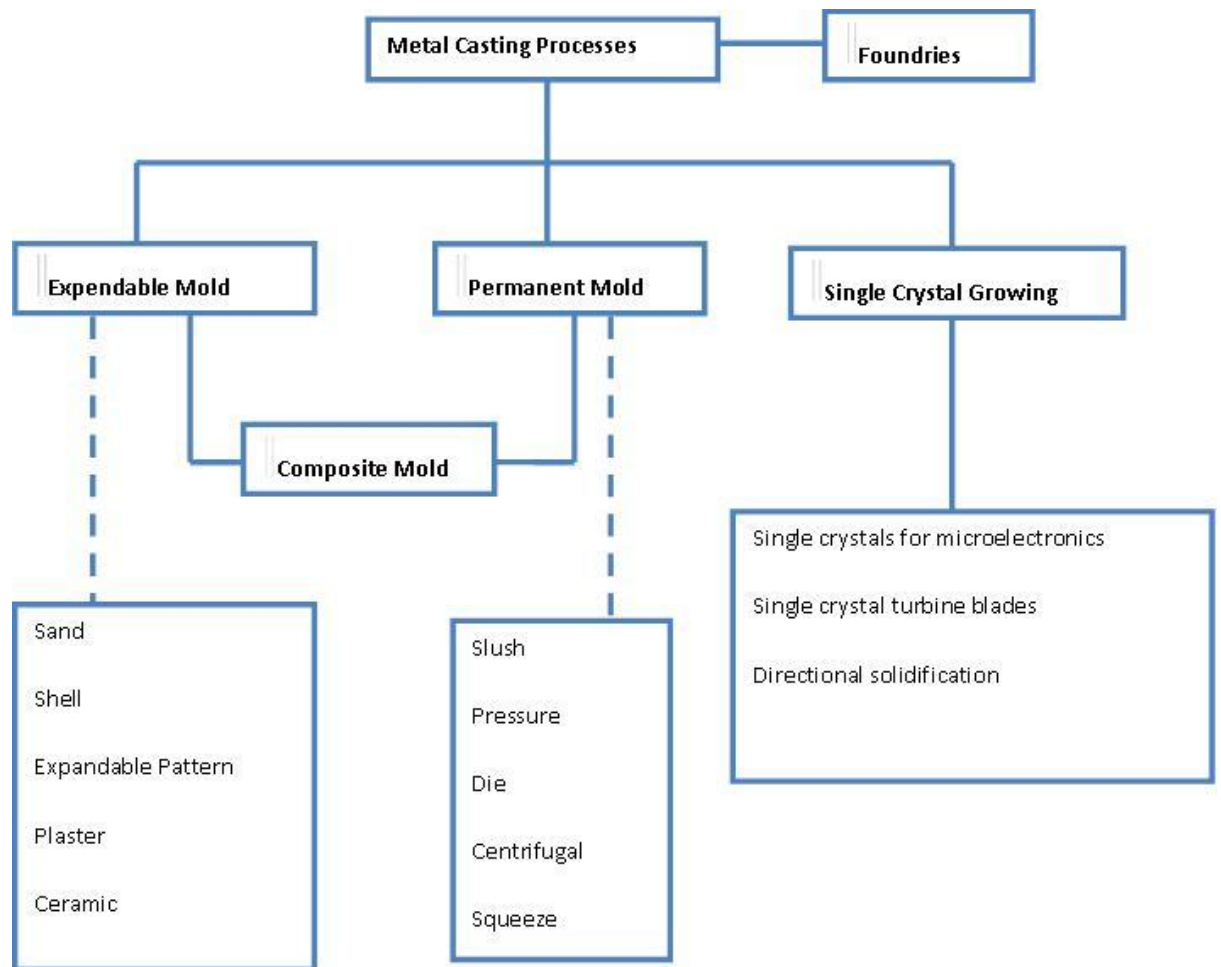 Metal Casting Processes
Foundries
Expendable Mold
Permanent Mold
Single Crystal Growing
Composite Mold
Single crystals for microelectronics
Single crystal turbine blades
Directional solidification
Sand
Shell
Expandable Pattern
Plaster
Ceramic
Slush
Pressure
Die
Centrifugal
Squeeze